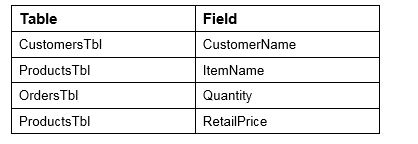 Table Field
CustomersTbl CustomerName
ProductsTbl ItemName
OrdersTbl Quantity
ProductsTbl RetailPrice